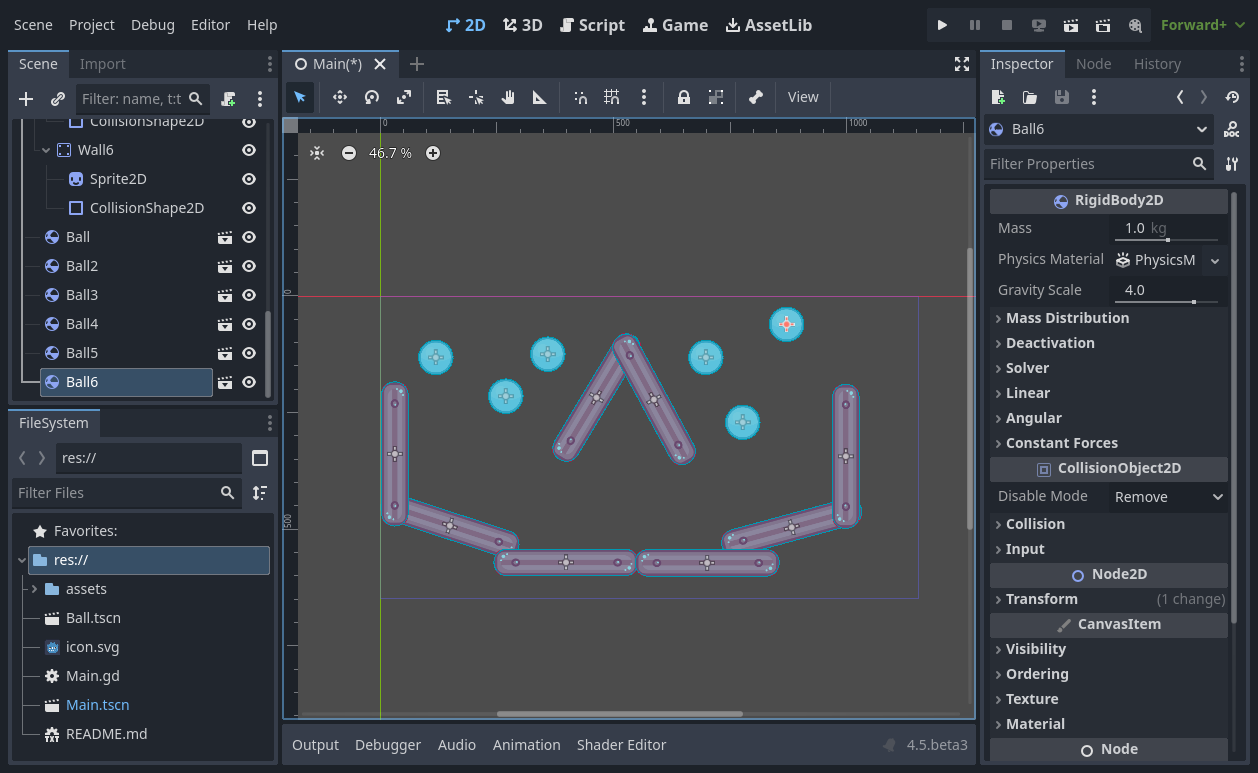 Scene Project Debug Editor Help 2D 3D Script Game AssetLib Forward+
Scene Import
Filter: name, t:t
CollisionShape2D
Wall6
Sprite2D
CollisionShape2D
Ball
Ball2
Ball3
Ball4
Ball5
Ball6
FileSystem
res://
Filter Files
Favorites:
res://
assets
Ball.tscn
icon.svg
Main.gd
Main.tscn
README.md
Main(*)
View
0 500 1000
46.7 %
0
500
Output Debugger Audio Animation Shader Editor 4.5.beta3
Inspector Node History
Ball6
DOC
Filter Properties
RigidBody2D
Mass 1.0 kg
Physics Material PhysicsM
Gravity Scale 4.0
Mass Distribution
Deactivation
Solver
Linear
Angular
Constant Forces
CollisionObject2D
Disable Mode Remove
Collision
Input
Node2D
Transform (1 change)
CanvasItem
Visibility
Ordering
Texture
Material
Node